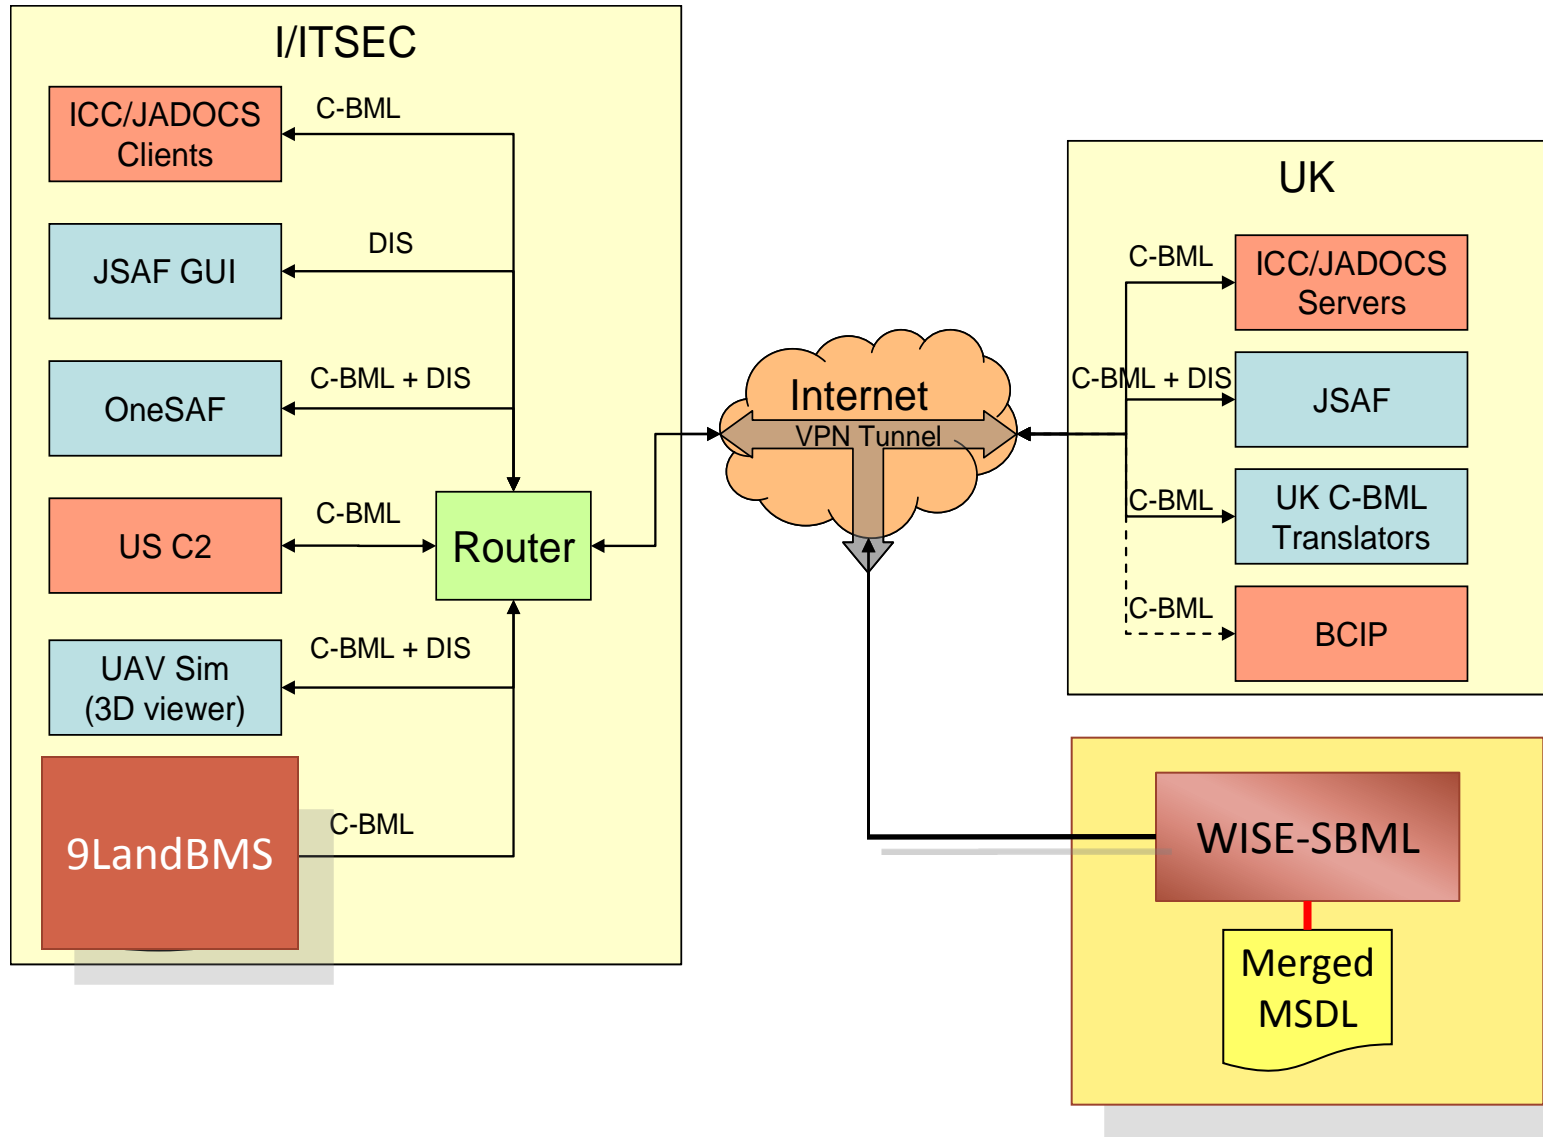 I/ITSEC
ICC/JADOCS
Clients
C-BML
JSAF GUI
DIS
OneSAF
C-BML + DIS
US C2
C-BML
Router
UAV Sim
(3D viewer)
C-BML + DIS
9LandBMS
C-BML
Internet
VPN Tunnel
UK
C-BML
ICC/JADOCS
Servers
C-BML + DIS
JSAF
C-BML
UK C-BML
Translators
C-BML
BCIP
WISE-SBML
Merged
MSDL